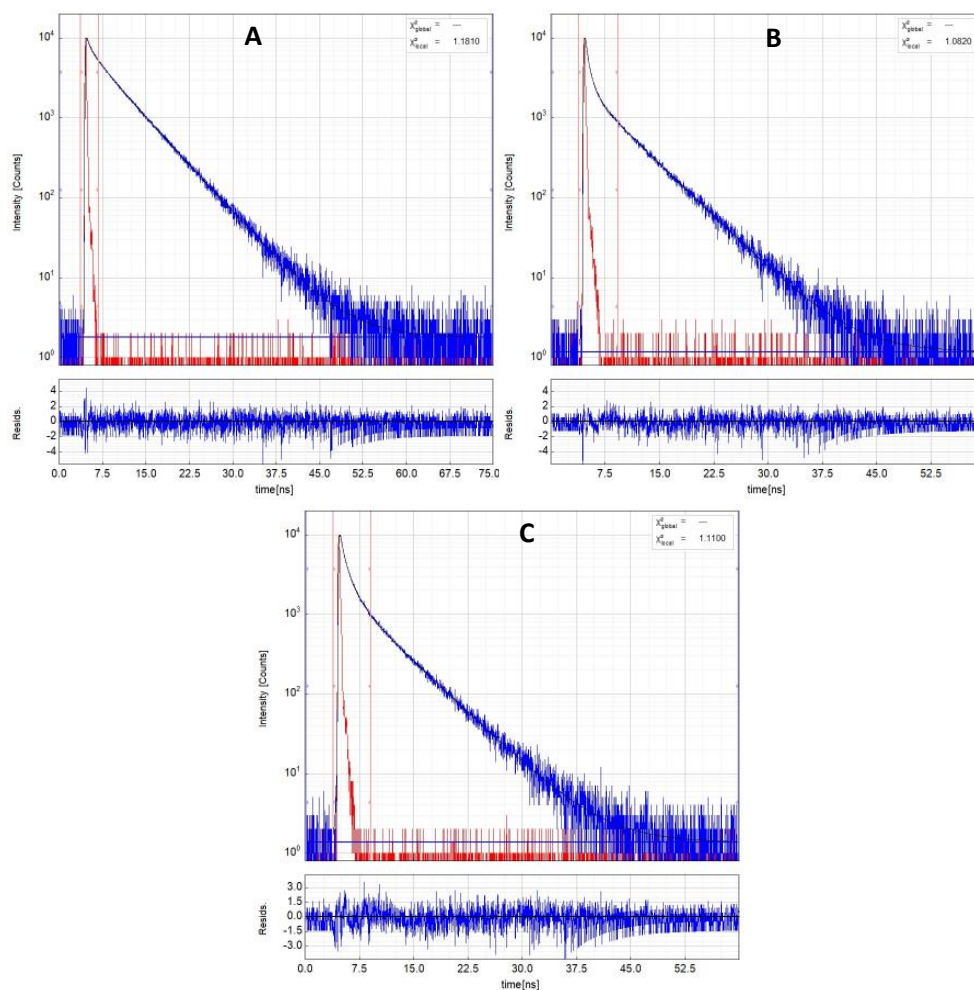 A
χ²global = —
χ²local = 1.1810
Intensity [Counts]
10⁴
10³
10²
10¹
10⁰
Resids.
4
2
0
-2
-4
0.0 7.5 15.0 22.5 30.0 37.5 45.0 52.5 60.0 67.5 75.0
time[ns]
B
χ²global = —
χ²local = 1.0820
Intensity [Counts]
10⁴
10³
10²
10¹
10⁰
Resids.
4
2
0
-2
-4
7.5 15.0 22.5 30.0 37.5 45.0 52.5
time[ns]
C
χ²global = —
χ²local = 1.1100
Intensity [Counts]
10⁴
10³
10²
10¹
10⁰
Resids.
3.0
1.5
0.0
-1.5
-3.0
0.0 7.5 15.0 22.5 30.0 37.5 45.0 52.5
time[ns]